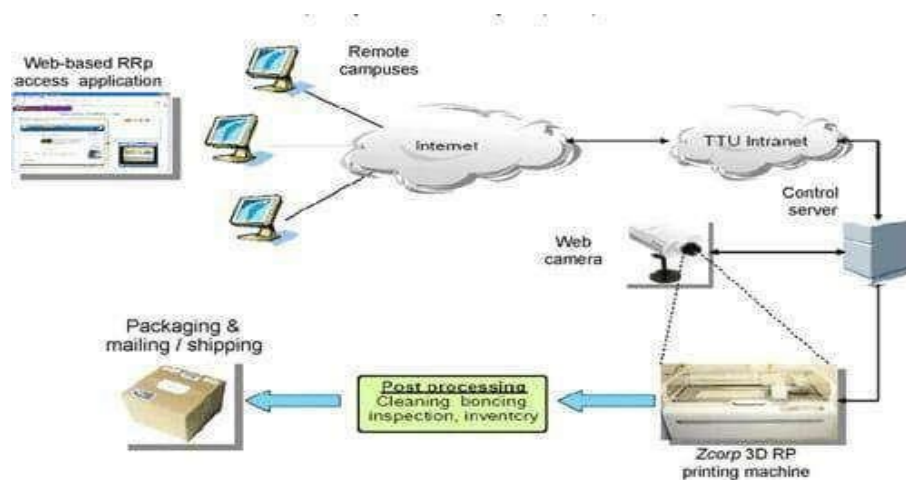 Web-based RRp
access application
Remote
campuses
Internet
TTU Intranet
Control
server
Web
camera
Packaging &
mailing / shipping
Post processing
Cleaning boncing
inspection, inventory
Zcorp 3D RP
printing machine